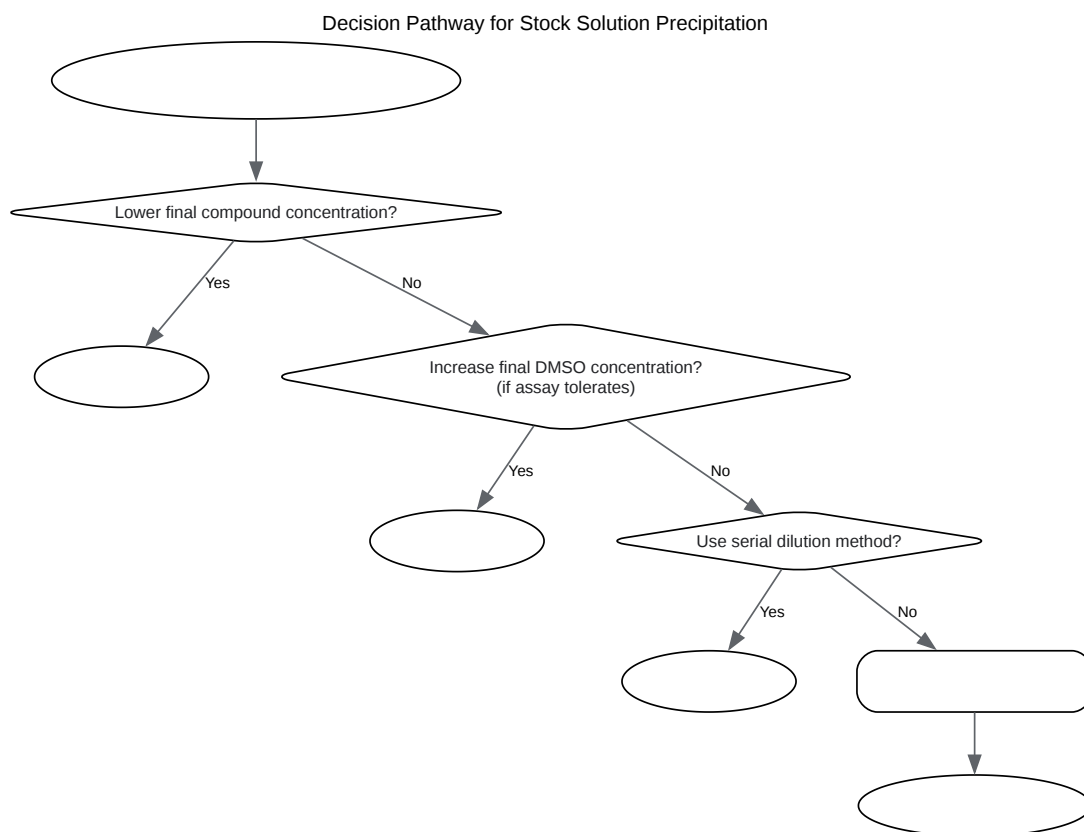 Decision Pathway for Stock Solution Precipitation
Lower final compound concentration?
Yes
No
Increase final DMSO concentration?
(if assay tolerates)
Yes
No
Use serial dilution method?
Yes
No